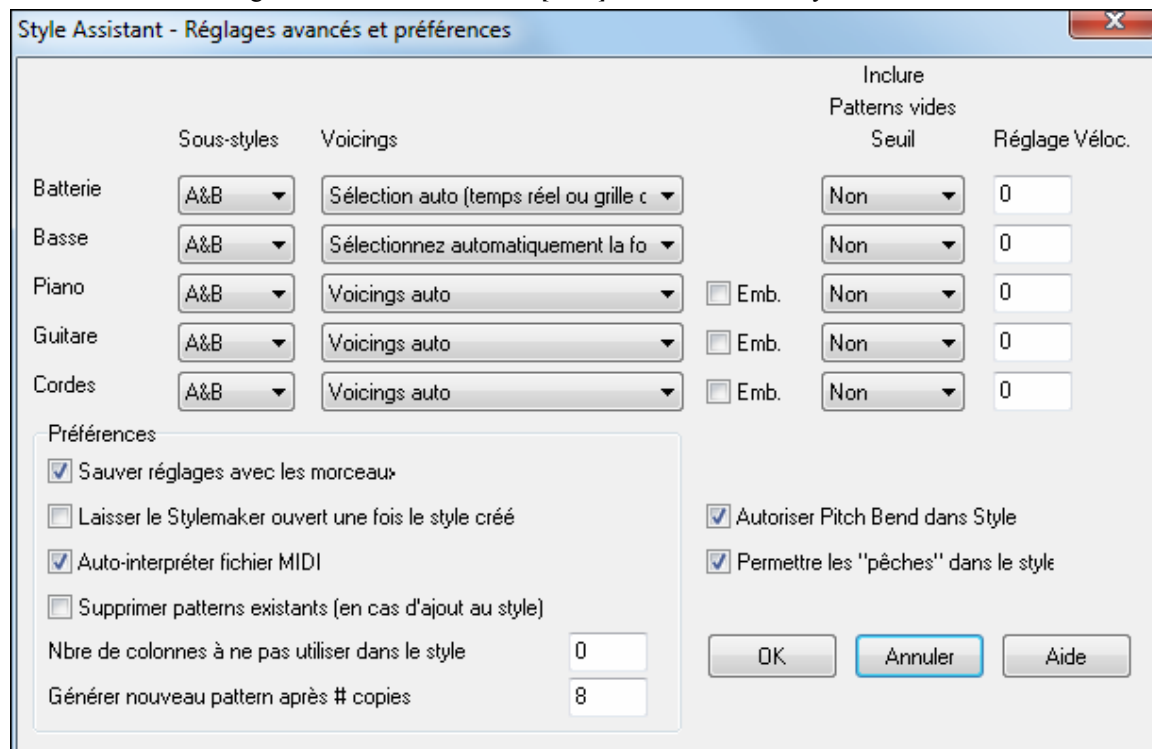 Style Assistant - Réglages avancés et préférences
Inclure
Patterns vides
Sous-styles Voicings Seuil Réglage Véloc.
Batterie A&B Sélection auto (temps réel ou grille c Non 0
Basse A&B Sélectionnez automatiquement la fo Non 0
Piano A&B Voicings auto Emb. Non 0
Guitare A&B Voicings auto Emb. Non 0
Cordes A&B Voicings auto Emb. Non 0
Préférences
Sauver réglages avec les morceaux
Laisser le Stylemaker ouvert une fois le style créé Autoriser Pitch Bend dans Style
Auto-interpréter fichier MIDI Permettre les "pêches" dans le style
Supprimer patterns existants (en cas d'ajout au style)
Nbre de colonnes à ne pas utiliser dans le style 0 OK Annuler Aide
Générer nouveau pattern après # copies 8